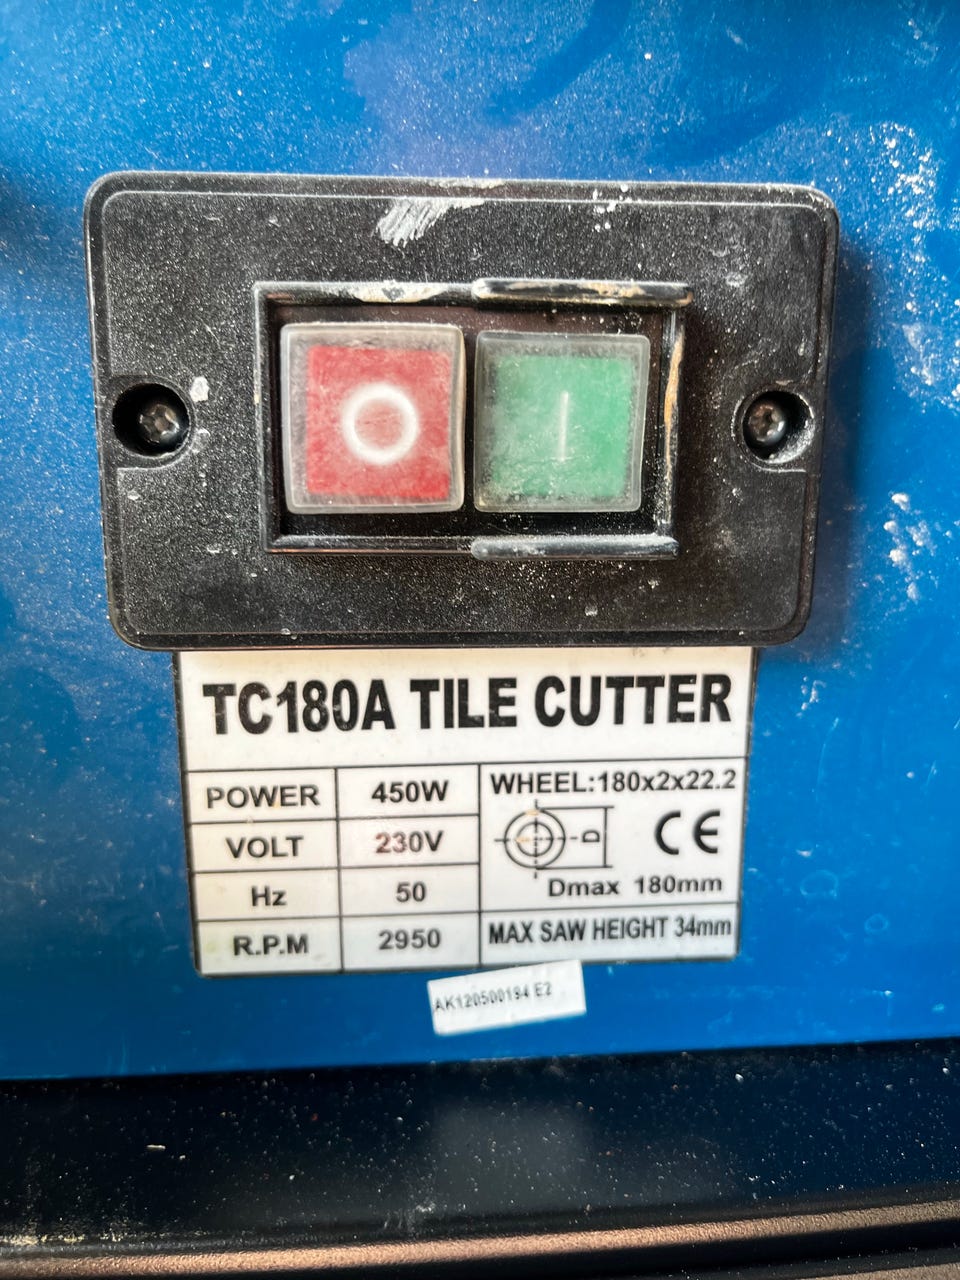 O I
TC180A TILE CUTTER
POWER 450W
VOLT 230V
Hz 50
R.P.M 2950
WHEEL:180x2x22.2
D
CE
Dmax 180mm
MAX SAW HEIGHT 34mm
AK120500194 E2